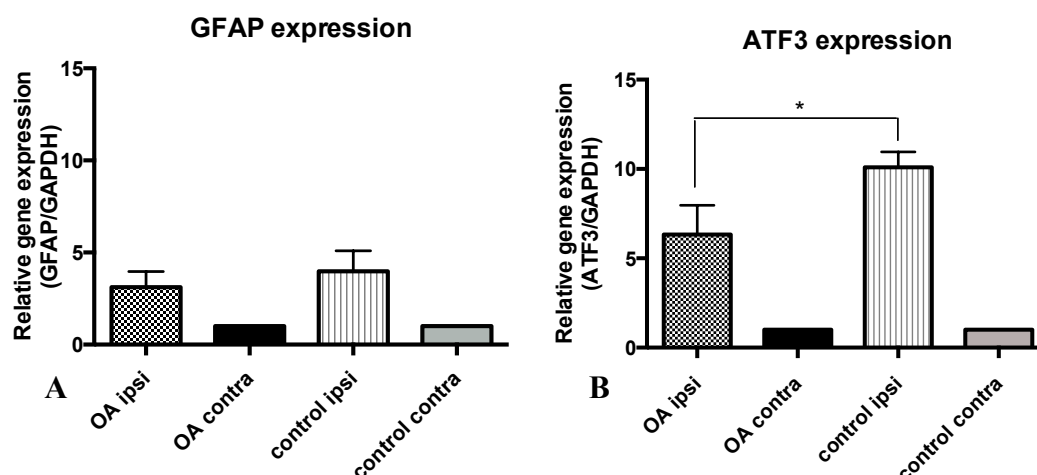 GFAP expression
Relative gene expression
(GFAP/GAPDH)
15
10
5
0
OA ipsi
OA contra
control ipsi
control contra
A
ATF3 expression
Relative gene expression
(ATF3/GAPDH)
15
10
5
0
*
OA ipsi
OA contra
control ipsi
control contra
B